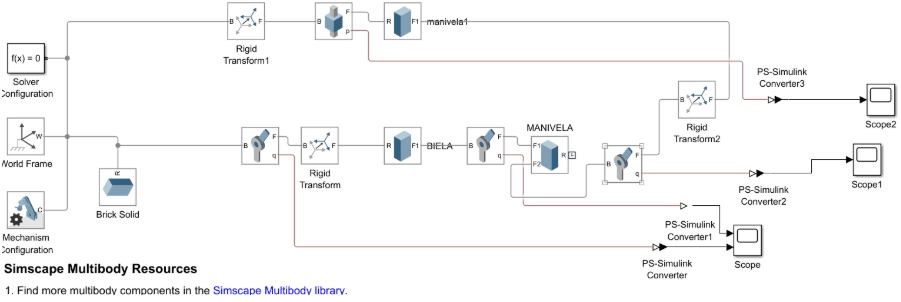 B F
Rigid
Transform1
B F
p
R F1
manivela1
f(x) = 0
Solver
Configuration
W
World Frame
C
Mechanism
Configuration
R
Brick Solid
B F
q
B F
Rigid
Transform
R F1
BIELA
B F
q
MANIVELA
F1
F2
R
B F
q
B F
Rigid
Transform2
PS-Simulink
Converter3
Scope2
PS-Simulink
Converter2
Scope1
PS-Simulink
Converter1
PS-Simulink
Converter
Scope
Simscape Multibody Resources
1. Find more multibody components in the Simscape Multibody library.